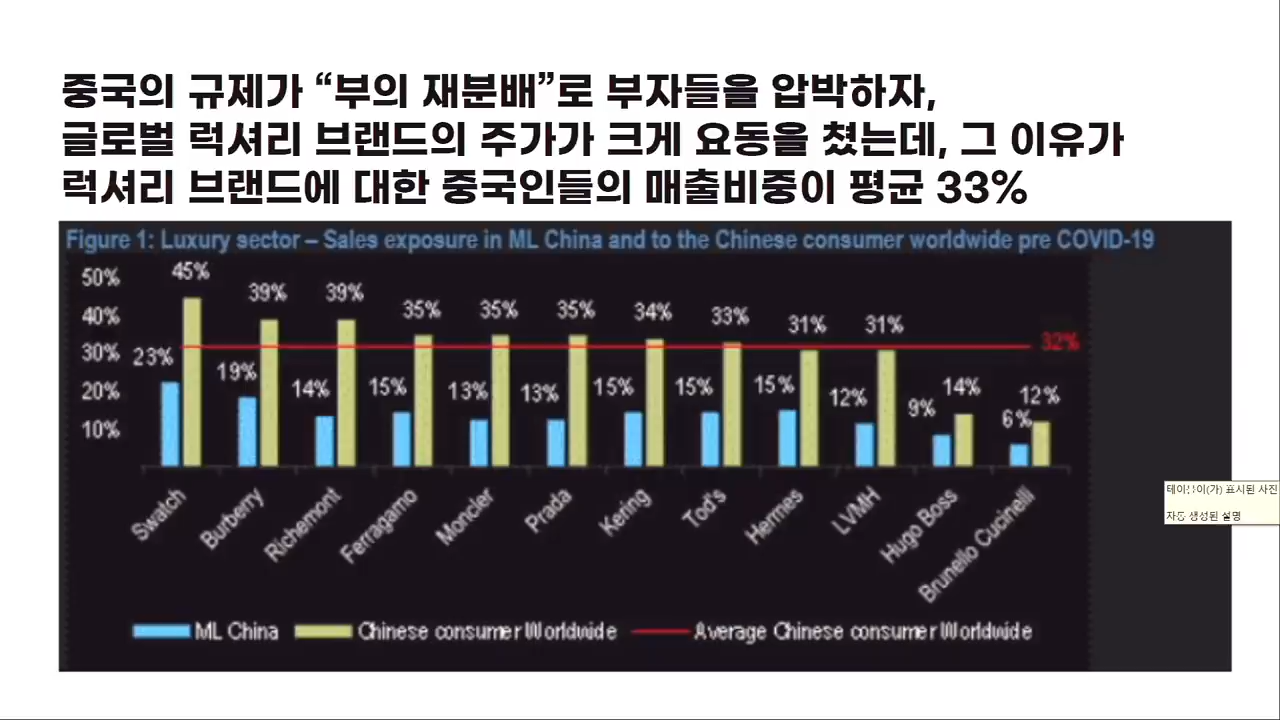 중국의 규제가 “부의 재분배”로 부자들을 압박하자,
글로벌 럭셔리 브랜드의 주가가 크게 요동을 쳤는데, 그 이유가
럭셔리 브랜드에 대한 중국인들의 매출비중이 평균 33%
Figure 1: Luxury sector – Sales exposure in ML China and to the Chinese consumer worldwide pre COVID-19
50%
40%
30%
20%
10%
23% 45%
19% 39%
14% 39%
15% 35%
13% 35%
13% 35%
15% 34%
15% 33%
15% 31%
12% 31%
9% 14%
6% 12%
32%
Swatch
Burberry
Richemont
Ferragamo
Moncler
Prada
Kering
Tod's
Hermes
LVMH
Hugo Boss
Brunello Cucinelli
ML China Chinese consumer Worldwide Average Chinese consumer Worldwide
표시된 사진
자동 생성된 설명